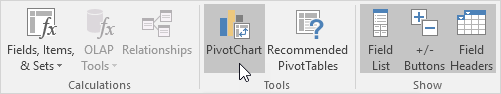 Fields, Items,
& Sets
OLAP
Tools
Relationships
Calculations
PivotChart
Recommended
PivotTables
Tools
Field
List
+/-
Buttons
Field
Headers
Show